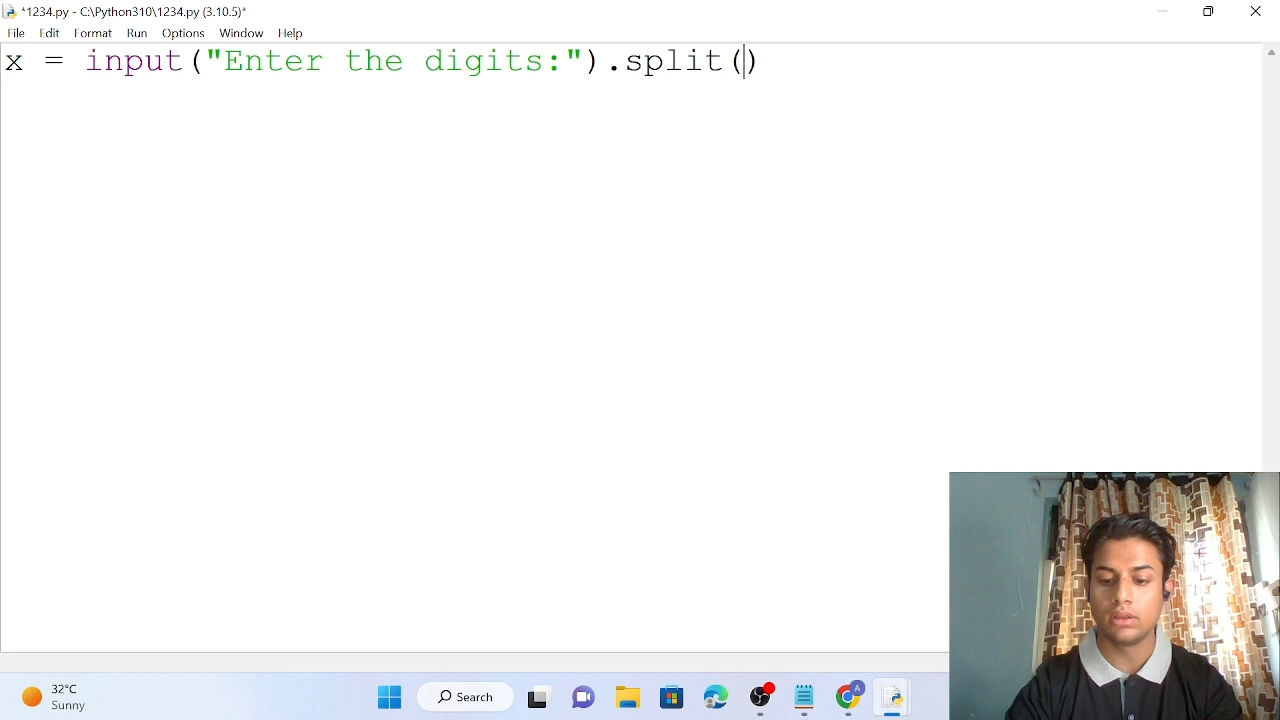 *1234.py - C:\Python310\1234.py (3.10.5)*
File Edit Format Run Options Window Help
x = input("Enter the digits:").split()
32°C
Sunny
Search
A